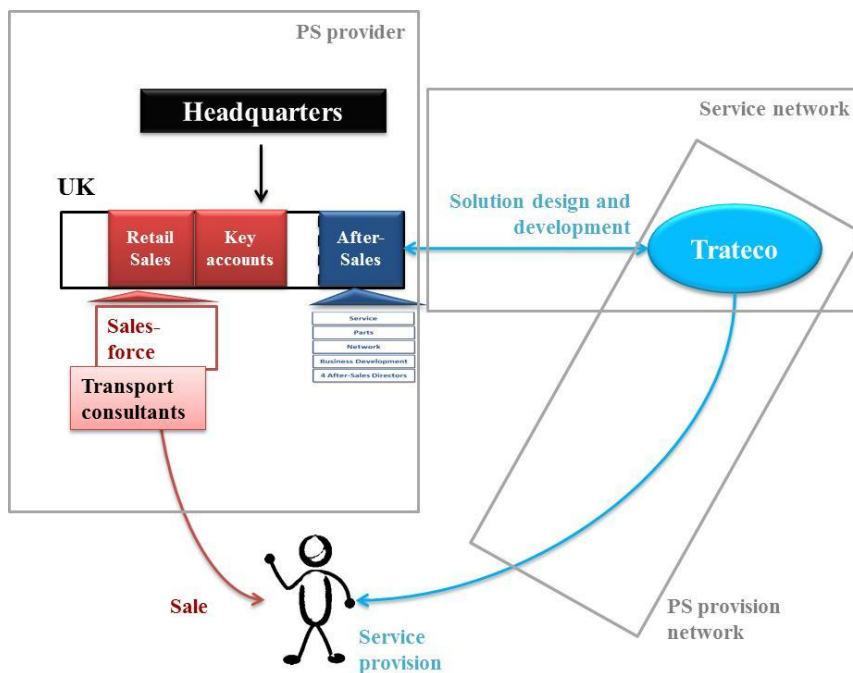 PS provider
Headquarters
Service network
UK
Retail
Sales
Key
accounts
After-
Sales
Solution design and
development
Trateco
Service
Parts
Network
Business Development
4 After-Sales Directors
Sales-
force
Transport
consultants
Sale
Service
provision
PS provision
network